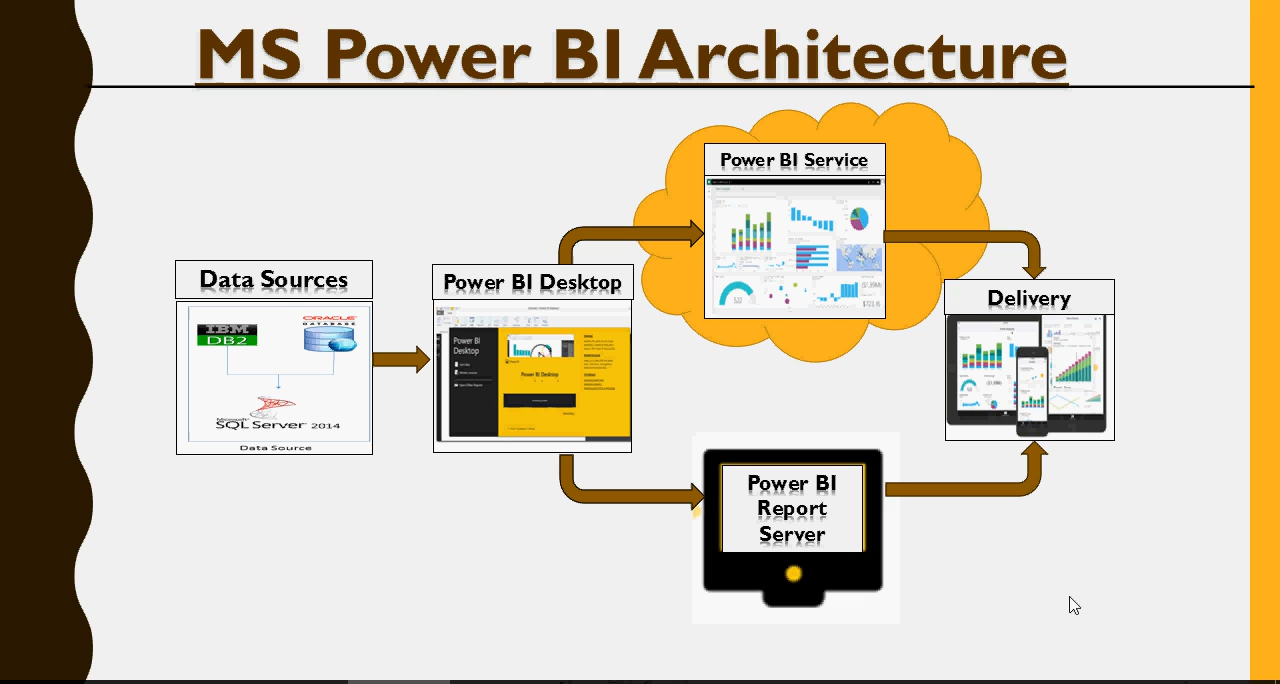 MS Power BI Architecture
Power BI Service
Data Sources
Power BI Desktop
Delivery
IBM
DB2
ORACLE
DATABASE
Microsoft
SQL Server 2014
Data Source
Power BI
Desktop
Power BI Desktop
Power BI
Report
Server